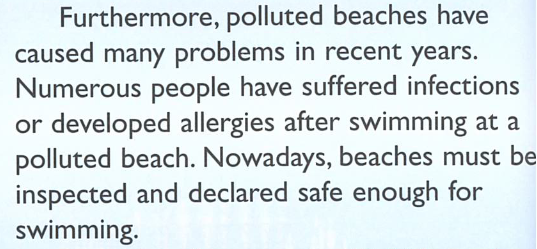 Furthermore, polluted beaches have
caused many problems in recent years.
Numerous people have suffered infections
or developed allergies after swimming at a
polluted beach. Nowadays, beaches must be
inspected and declared safe enough for
swimming.